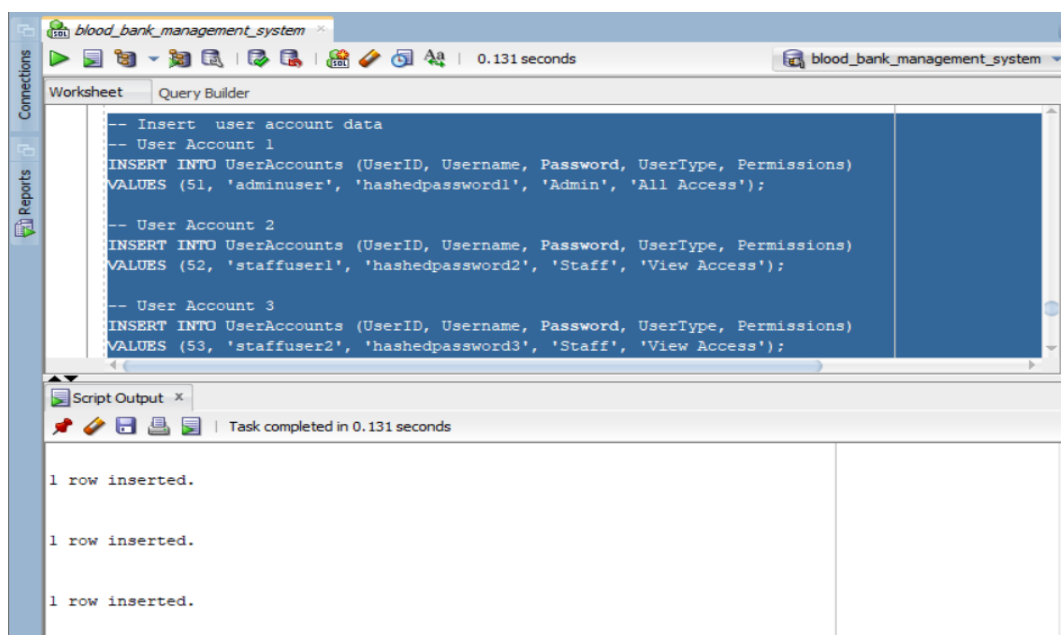 blood_bank_management_system
0.131 seconds
blood_bank_management_system
Connections
Reports
Worksheet Query Builder
-- Insert  user account data
-- User Account 1
INSERT INTO UserAccounts (UserID, Username, Password, UserType, Permissions)
VALUES (51, 'adminuser', 'hashedpassword1', 'Admin', 'All Access');
-- User Account 2
INSERT INTO UserAccounts (UserID, Username, Password, UserType, Permissions)
VALUES (52, 'staffuser1', 'hashedpassword2', 'Staff', 'View Access');
-- User Account 3
INSERT INTO UserAccounts (UserID, Username, Password, UserType, Permissions)
VALUES (53, 'staffuser2', 'hashedpassword3', 'Staff', 'View Access');
Script Output
Task completed in 0.131 seconds
1 row inserted.
1 row inserted.
1 row inserted.